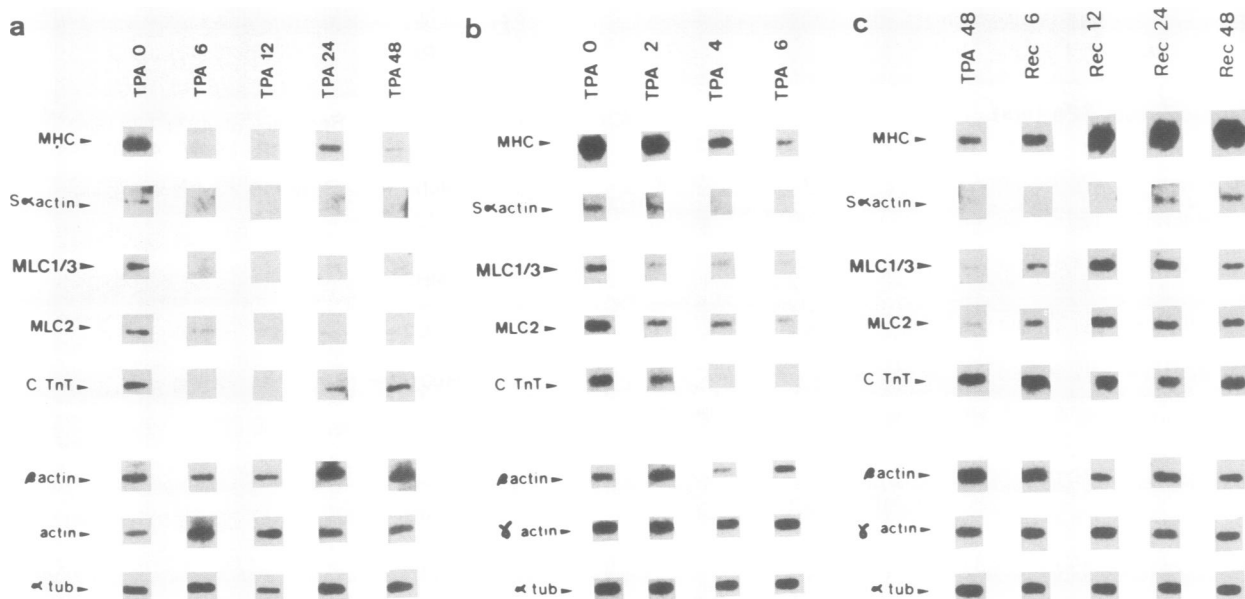 a
TPA 0
TPA 6
TPA 12
TPA 24
TPA 48
MHC
Sαactin
MLC1/3
MLC2
C TnT
βactin
actin
α tub
b
TPA 0
TPA 2
TPA 4
TPA 6
MHC
Sαactin
MLC1/3
MLC2
C TnT
βactin
γ actin
α tub
c
TPA 48
Rec 6
Rec 12
Rec 24
Rec 48
MHC
Sαactin
MLC1/3
MLC2
C TnT
βactin
γ actin
α tub